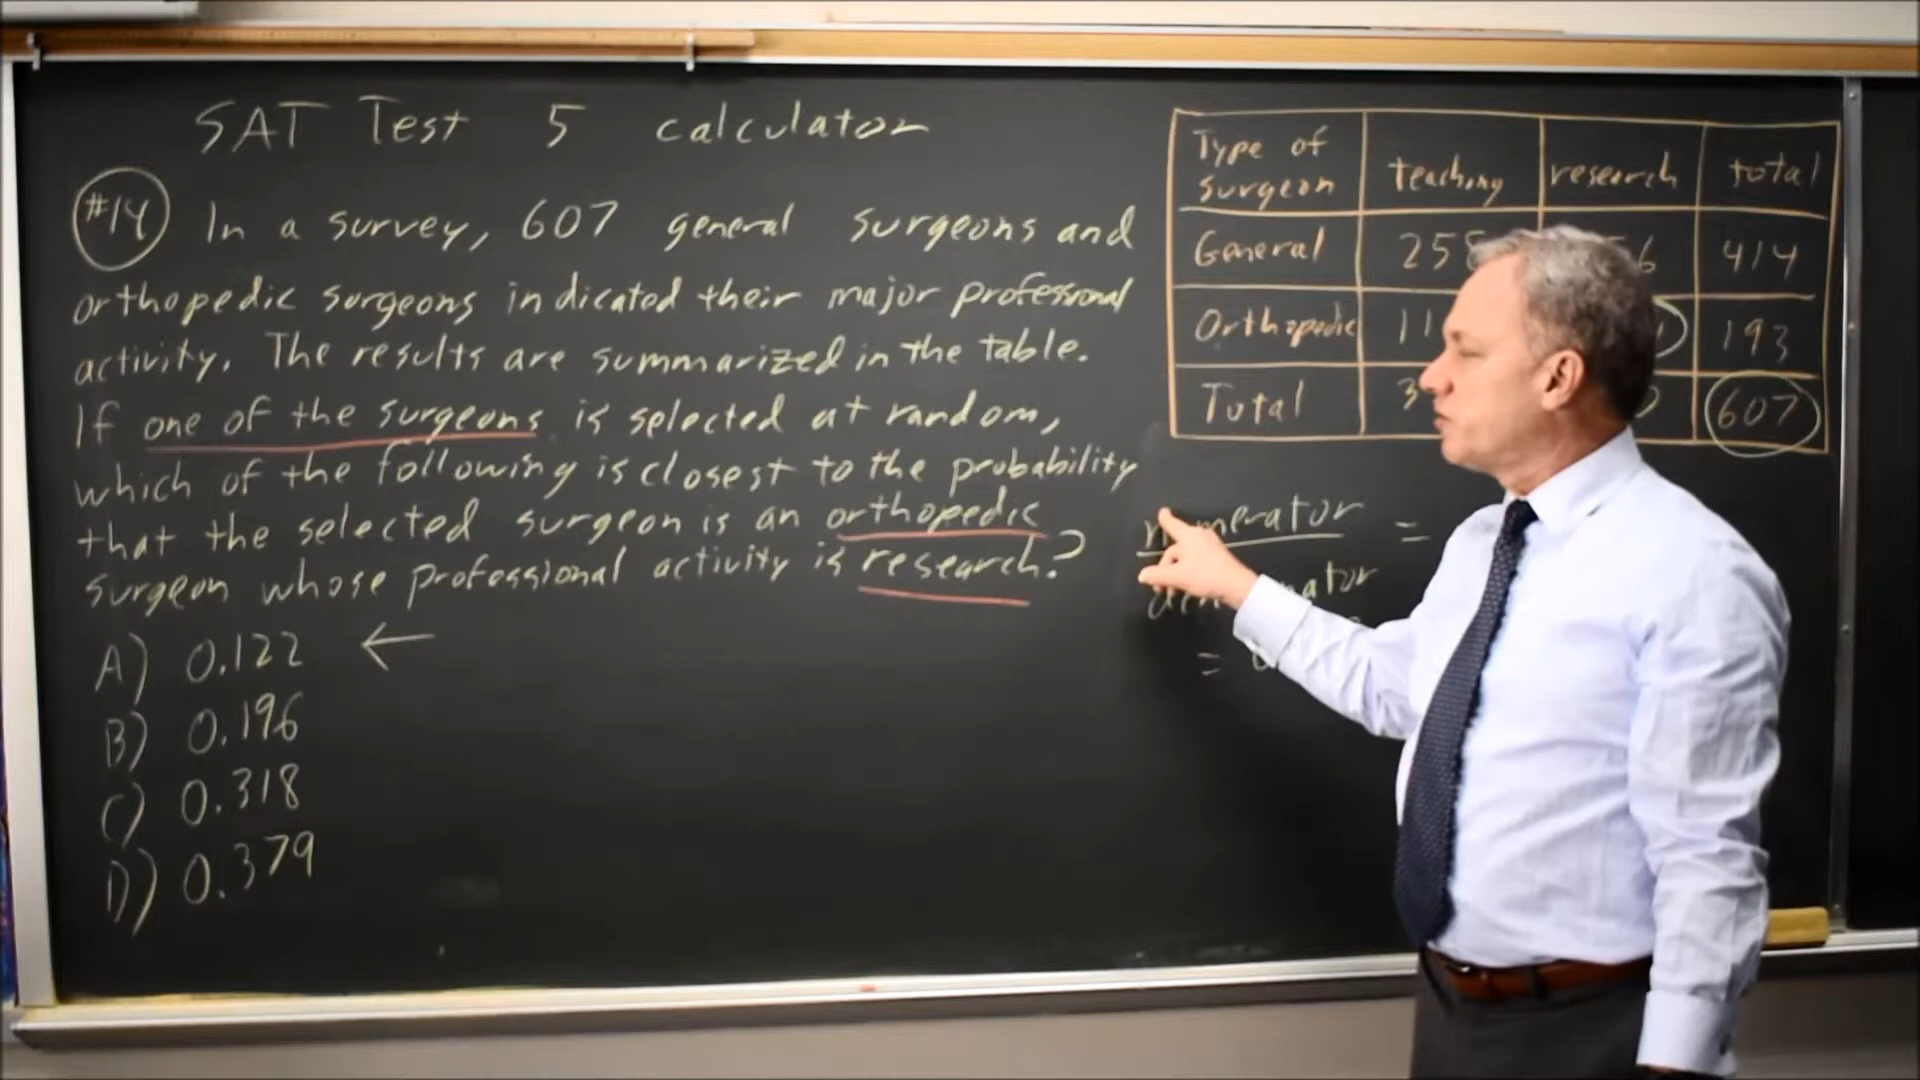 SAT Test 5 calculator
#14 In a survey, 607 general surgeons and
orthopedic surgeons indicated their major professional
activity. The results are summarized in the table.
If one of the surgeons is selected at random,
which of the following is closest to the probability
that the selected surgeon is an orthopedic
surgeon whose professional activity is research?
A) 0.122 ←
B) 0.196
C) 0.318
D) 0.379
Type of surgeon teaching research total
General 258 414
Orthopedic 193
Total 607
=
=